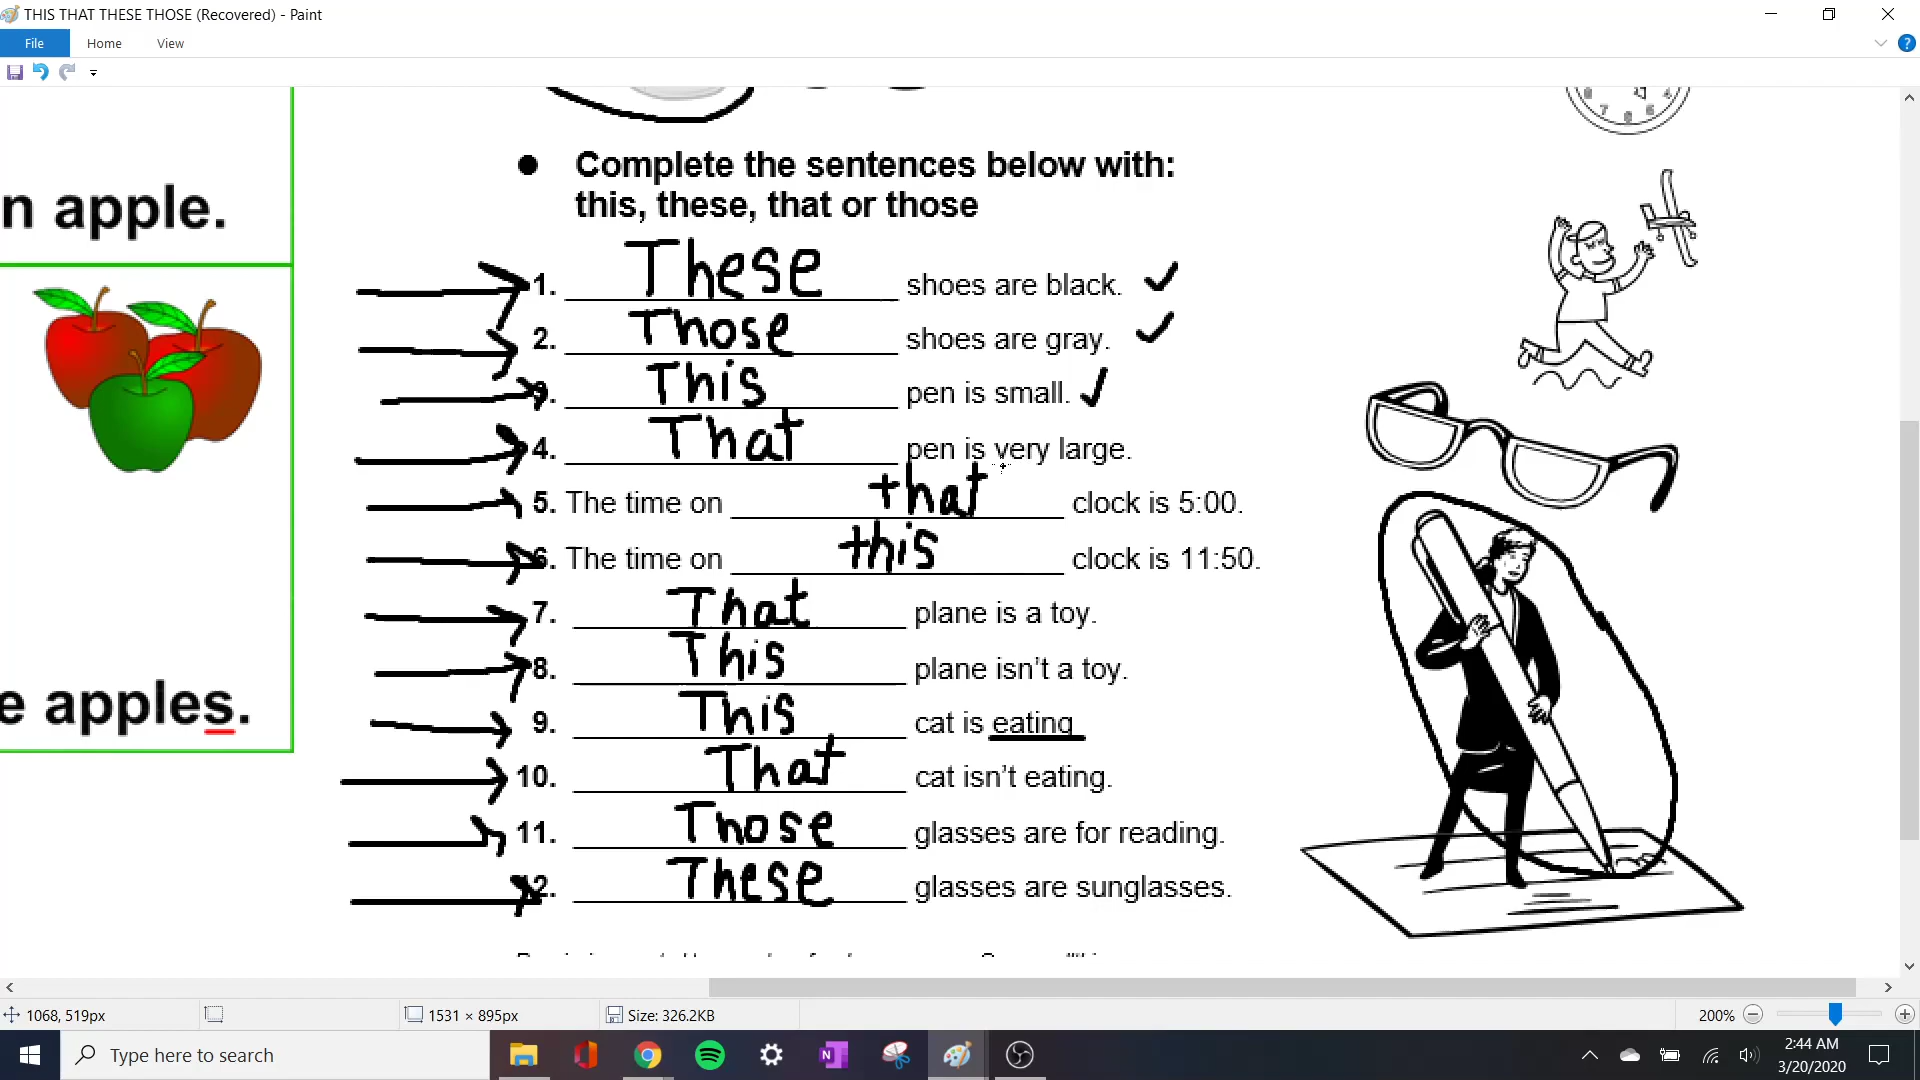 THIS THAT THESE THOSE (Recovered) - Paint
File Home View
n apple.
e apples.
● Complete the sentences below with:
this, these, that or those
1. These shoes are black. ✓
2. Those shoes are gray. ✓
3. This pen is small. ✓
4. That pen is very large.
5. The time on that clock is 5:00.
6. The time on this clock is 11:50.
7. That plane is a toy.
8. This plane isn't a toy.
9. This cat is eating
10. That cat isn't eating.
11. Those glasses are for reading.
12. These glasses are sunglasses.
8 7 6 5 4
1068, 519px 1531 × 895px Size: 326.2KB 200%
Type here to search
2:44 AM
3/20/2020